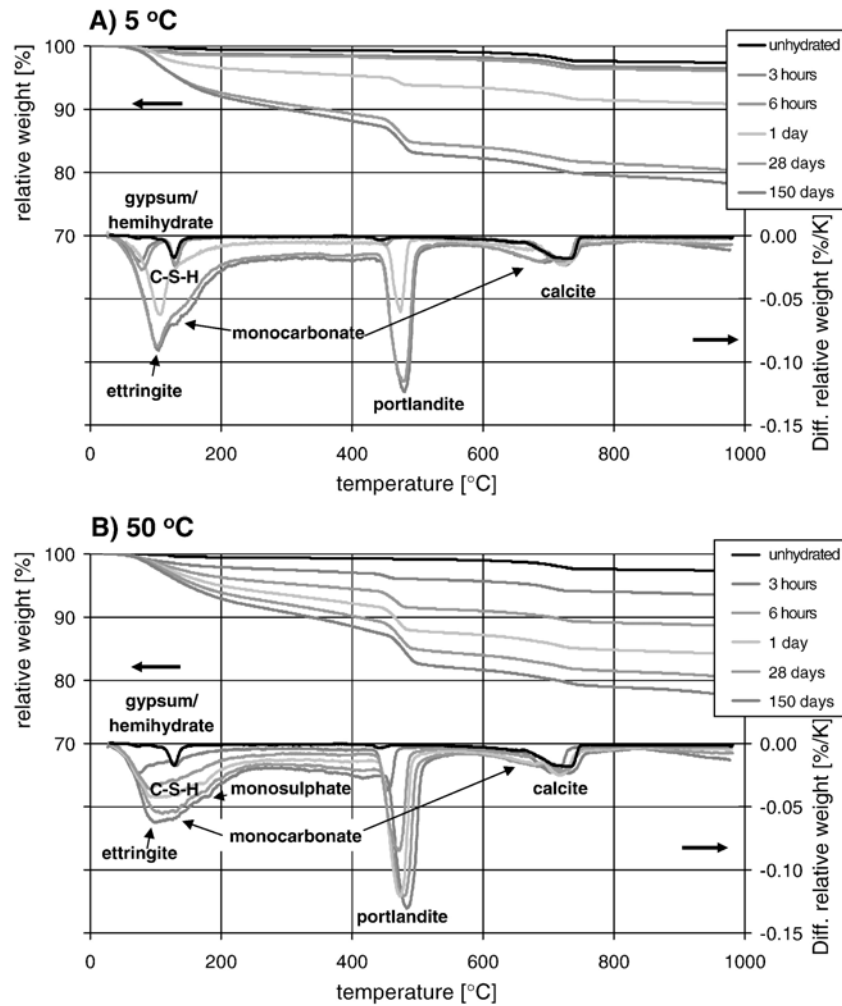 A) 5 ºC
relative weight [%]
100
90
80
70
unhydrated
3 hours
6 hours
1 day
28 days
150 days
gypsum/
hemihydrate
C-S-H
monocarbonate
ettringite
portlandite
calcite
0.00
-0.05
-0.10
-0.15
Diff. relative weight [%/K]
0 200 400 600 800 1000
temperature [°C]
B) 50 ºC
relative weight [%]
100
90
80
70
unhydrated
3 hours
6 hours
1 day
28 days
150 days
gypsum/
hemihydrate
C-S-H
monosulphate
monocarbonate
ettringite
portlandite
calcite
0.00
-0.05
-0.10
-0.15
Diff. relative weight [%/K]
0 200 400 600 800 1000
temperature [°C]